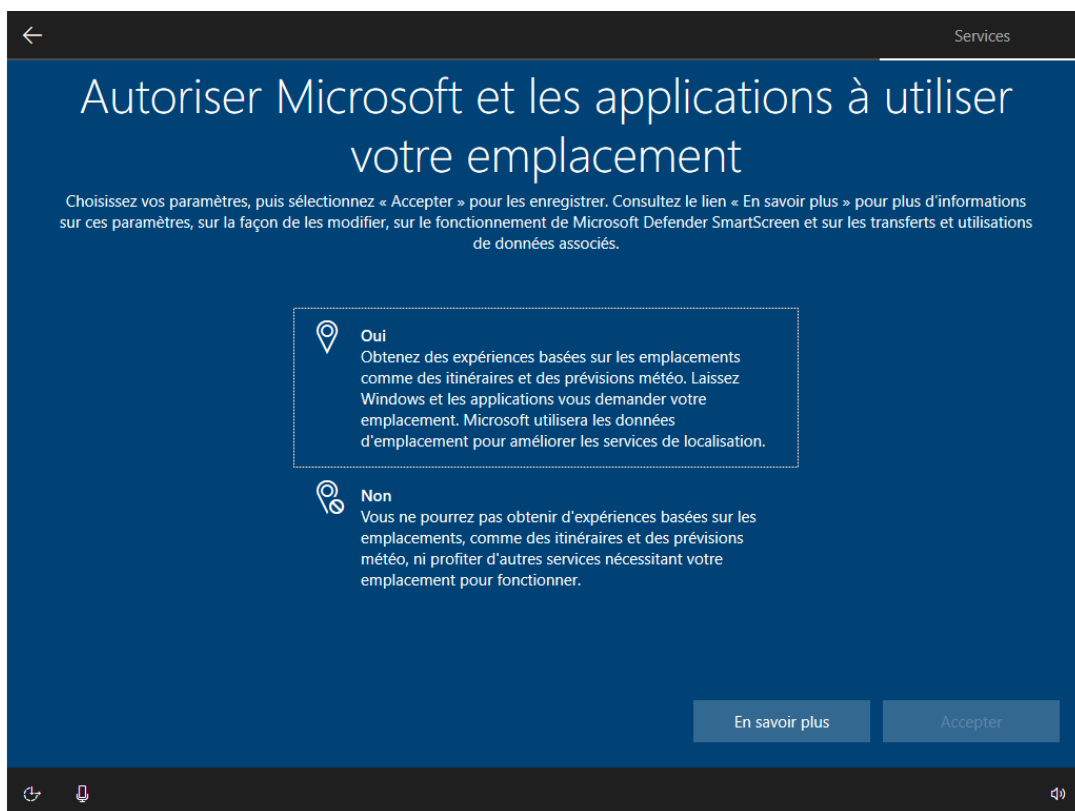 Services
Autoriser Microsoft et les applications à utiliser
votre emplacement
Choisissez vos paramètres, puis sélectionnez « Accepter » pour les enregistrer. Consultez le lien « En savoir plus » pour plus d'informations
sur ces paramètres, sur la façon de les modifier, sur le fonctionnement de Microsoft Defender SmartScreen et sur les transferts et utilisations
de données associés.
Oui
Obtenez des expériences basées sur les emplacements
comme des itinéraires et des prévisions météo. Laissez
Windows et les applications vous demander votre
emplacement. Microsoft utilisera les données
d'emplacement pour améliorer les services de localisation.
Non
Vous ne pourrez pas obtenir d'expériences basées sur les
emplacements, comme des itinéraires et des prévisions
météo, ni profiter d'autres services nécessitant votre
emplacement pour fonctionner.
En savoir plus
Accepter